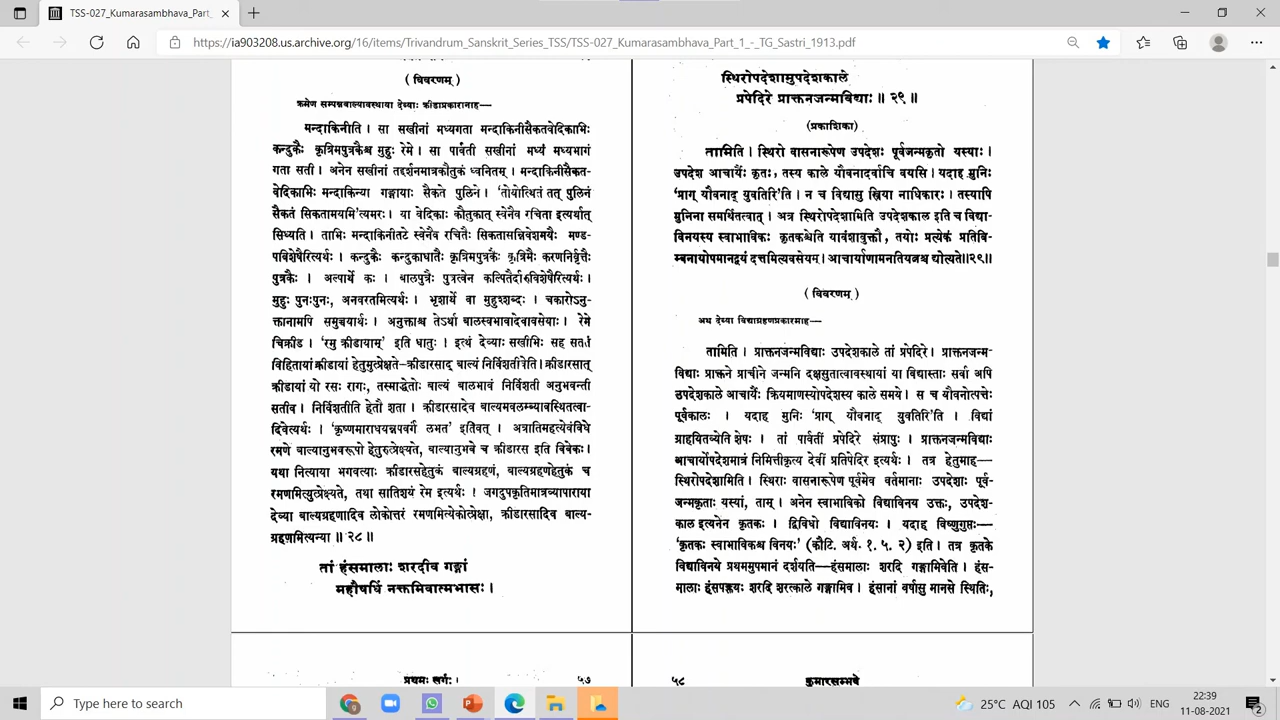 TSS-027_Kumarasambhava_Part_
https://ia903208.us.archive.org/16/items/Trivandrum_Sanskrit_Series_TSS/TSS-027_Kumarasambhava_Part_1_-_TG_Sastri_1913.pdf
( विवरणम् )
क्रमेण सम्पन्नबाल्यावस्थाया देव्याः क्रीडाप्रकारानाह—
मन्दाकिनीति । सा सखीनां मध्यगता मन्दाकिनीसैकतवेदिकाभिः
कन्दुकैः कृत्रिमपुत्रकैश्च मुहुः रेमे । सा पार्वती सखीनां मध्यं मध्यभागं
गता सती । अनेन सखीनां तद्दर्शनमात्रकौतुकं ध्वनितम् । मन्दाकिनीसैकत-
वेदिकाभिः मन्दाकिन्या गङ्गायाः सैकते पुलिने । 'तोयोत्थितं तत् पुलिनं
सैकतं सिकतामयमि'त्यमरः । या वेदिकाः कौतुकात् स्वेनैव रचिता इत्यर्थात्
सिध्यति । ताभिः मन्दाकिनीतटे स्वेनैव रचितैः सिकतासन्निवेशमयैः मण्ड-
पविशेषैरित्यर्थः । कन्दुकैः कन्दुकाघातैः कृत्रिमपुत्रकैः कृत्रिमैः करणनिर्वृत्तैः
पुत्रकैः । अल्पार्थे कः । बालपुत्रैः पुत्रत्वेन कल्पितैर्दारुविशेषैरित्यर्थः ।
मुहुः पुनःपुनः, अनवरतमित्यर्थः । भृशार्थे वा मुहुश्शब्दः । चकारोऽनु-
क्तानामपि समुच्चयार्थः । अनुक्ताश्च तेऽर्था बालस्वभावादेवावसेयाः । रेमे
चिक्रीड । 'रमु क्रीडायाम्' इति धातुः । इत्थं देव्याः सखीभिः सह सततं
विहितायां क्रीडायां हेतुमुत्प्रेक्षते—क्रीडारसाद् बाल्यं निर्विशतीवेति । क्रीडारसात्
क्रीडायां यो रसः रागः, तस्माद्धेतोः बाल्यं बालभावं निर्विशती अनुभवन्ती
सतीव । निर्विशतीति हेतौ शता । क्रीडारसादेव बाल्यमवलम्ब्यावस्थितत्वा-
दिवेत्यर्थः । 'कृष्णमाराधयन्नपवर्गं लभत' इतिवत् । अत्रातिमहत्येवंविधे
रमणे बाल्यानुभवरूपो हेतुरुत्प्रेक्ष्यते, बाल्यानुभवे च क्रीडारस इति विवेकः ।
यथा नित्याया भगवत्याः क्रीडारसहेतुकं बाल्यग्रहणं, बाल्यग्रहणहेतुकं च
रमणमित्युत्प्रेक्ष्यते, तथा सातिशयं रेम इत्यर्थः । जगदुपकृतिमात्रव्यापाराया
देव्या बाल्यग्रहणादिव लोकोत्तरं रमणमित्येकोत्प्रेक्षा, क्रीडारसादिव बाल्य-
ग्रहणमित्यन्या ॥ २८ ॥
तां हंसमालाः शरदीव गङ्गां
महौषधिं नक्तमिवात्मभासः ।
स्थिरोपदेशामुपदेशकाले
प्रपेदिरे प्राक्तनजन्मविद्याः ॥ २९ ॥
(प्रकाशिका)
तामिति । स्थिरो वासनारूपेण उपदेशः पूर्वजन्मकृतो यस्याः ।
उपदेश आचार्यैः कृतः, तस्य काले यौवनादर्वाचि वयसि । यदाह मुनिः
'प्राग् यौवनाद् युवतिरि'ति । न च विद्यासु स्त्रिया नाधिकारः । तस्यापि
मुनिना समर्थितत्वात् । अत्र स्थिरोपदेशामिति उपदेशकाल इति च विद्या-
विनयस्य स्वाभाविकः कृतकश्चेति यावंशावुक्तौ, तयोः प्रत्येकं प्रतिबि-
म्बनायोपमानद्वयं दत्तमित्यवसेयम् । आचार्याणामनतियत्नश्च द्योत्यते॥२९॥
( विवरणम् )
अथ देव्या विद्याग्रहणप्रकारमाह—
तामिति । प्राक्तनजन्मविद्याः उपदेशकाले तां प्रपेदिरे । प्राक्तनजन्म-
विद्याः प्राक्तने प्राचीने जन्मनि दक्षसुतात्वावस्थायां या विद्यास्ताः सर्वा अपि
उपदेशकाले आचार्यैः क्रियमाणस्योपदेशस्य काले समये । स च यौवनोत्पत्तेः
पूर्वकालः । यदाह मुनिः 'प्राग् यौवनाद् युवतिरि'ति । विद्यां
ग्राहयितव्येति शेषः । तां पार्वतीं प्रपेदिरे संप्रापुः । प्राक्तनजन्मविद्याः
आचार्योपदेशमात्रं निमित्तीकृत्य देवीं प्रतिपेदिर इत्यर्थः । तत्र हेतुमाह—
स्थिरोपदेशामिति । स्थिराः वासनारूपेण पूर्वमेव वर्तमानाः उपदेशाः पूर्व-
जन्मकृताः यस्यां, ताम् । अनेन स्वाभाविको विद्याविनय उक्तः, उपदेश-
काल इत्यनेन कृतकः । द्विविधो विद्याविनयः । यदाह विष्णुगुप्तः—
'कृतकः स्वाभाविकश्च विनयः' (कौटि. अर्थ. १. ५. २) इति । तत्र कृतके
विद्याविनये प्रथममुपमानं दर्शयति—हंसमालाः शरदि गङ्गामिवेति । हंस-
मालाः हंसपङ्क्तयः शरदि शरत्काले गङ्गामिव । हंसानां वर्षासु मानसे स्थितिः,
प्रथमः सर्गः ।
५७
५८
कुमारसम्भवे
Type here to search
25°C AQI 105
ENG
22:39
11-08-2021
2